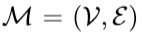 ℳ = (𝒱, ℰ)